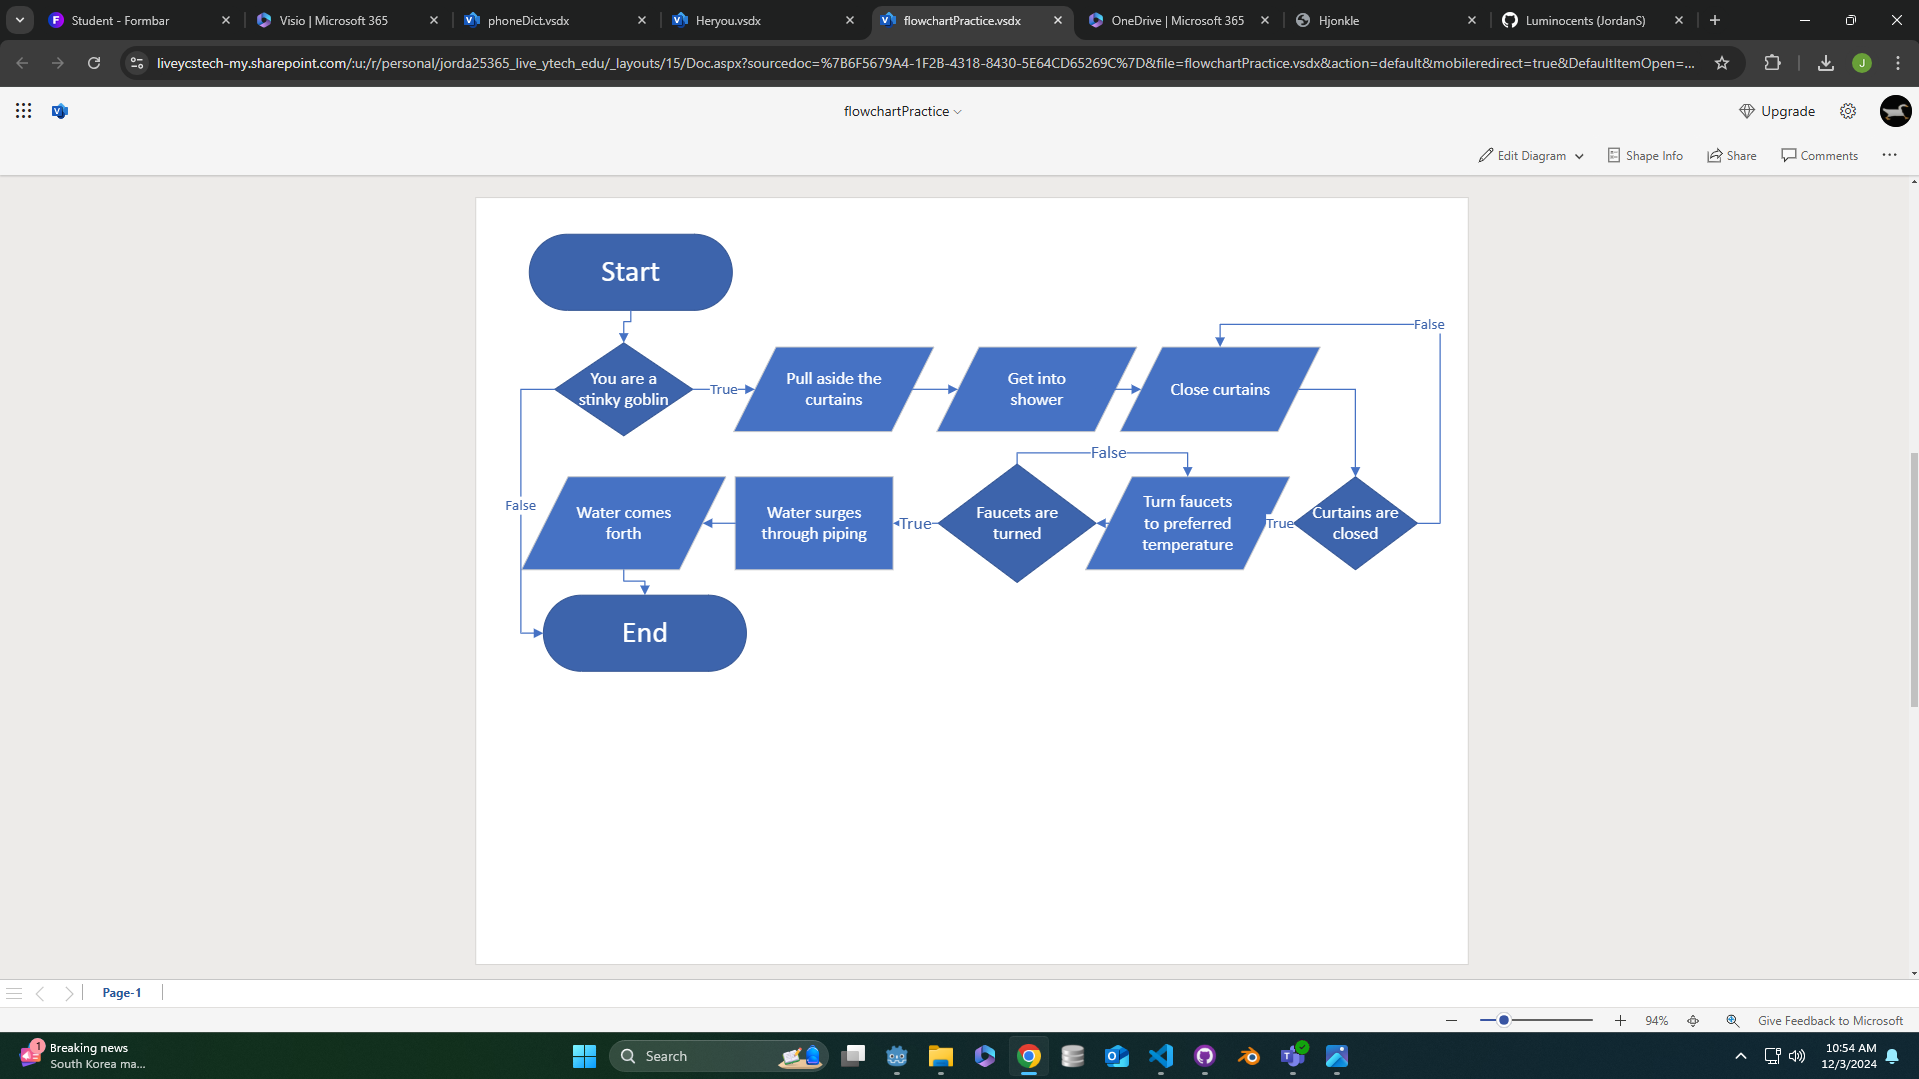 Student - Formbar
Visio | Microsoft 365
phoneDict.vsdx
Heryou.vsdx
flowchartPractice.vsdx
OneDrive | Microsoft 365
Hjonkle
Luminocents (JordanS)
liveycstech-my.sharepoint.com/:u:/r/personal/jorda25365_live_ytech_edu/_layouts/15/Doc.aspx?sourcedoc=%7B6F5679A4-1F2B-4318-8430-5E64CD65269C%7D&file=flowchartPractice.vsdx&action=default&mobileredirect=true&DefaultItemOpen=...
J
flowchartPractice
Upgrade
Edit Diagram
Shape Info
Share
Comments
Start
False
You are a
stinky goblin
True
Pull aside the
curtains
Get into
shower
Close curtains
False
False
Water comes
forth
Water surges
through piping
True
Faucets are
turned
Turn faucets
to preferred
temperature
True
Curtains are
closed
End
Page-1
94%
Give Feedback to Microsoft
1
Breaking news
South Korea ma...
Search
10:54 AM
12/3/2024